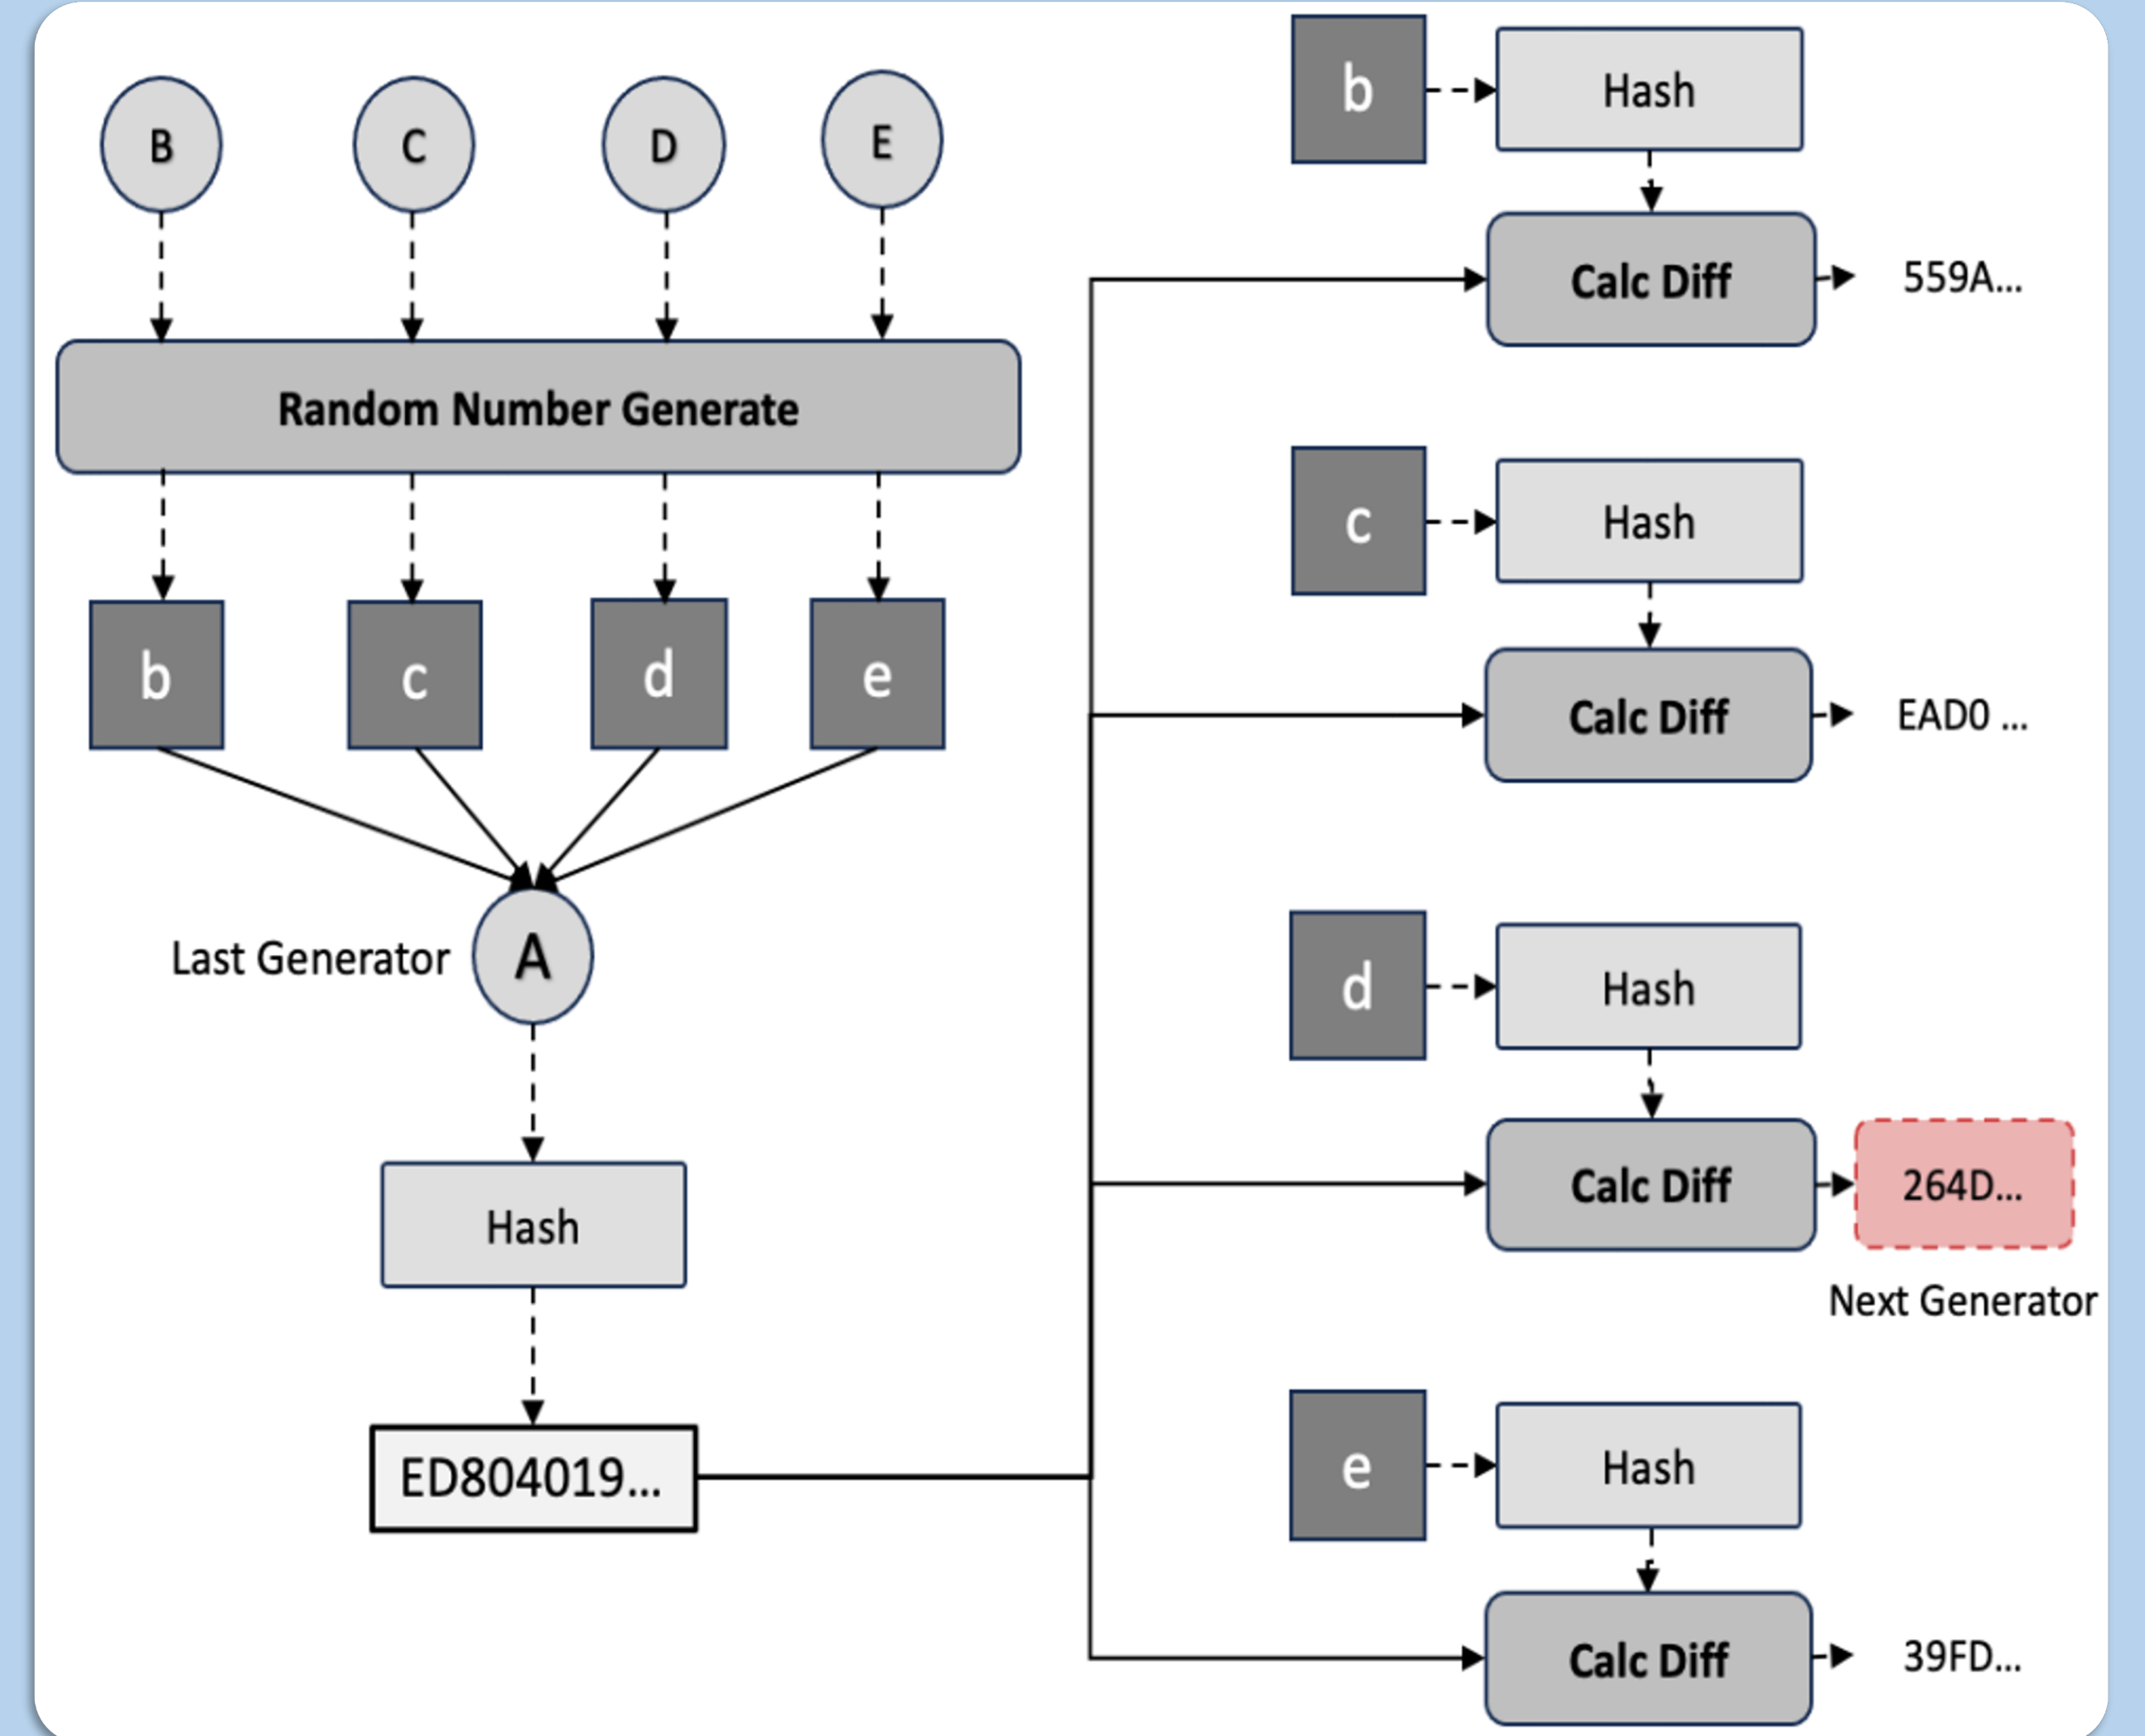 B
C
D
E
Random Number Generate
b
c
d
e
Last Generator
A
Hash
ED804019...
b
Hash
Calc Diff
559A...
c
Hash
Calc Diff
EAD0 ...
d
Hash
Calc Diff
264D...
Next Generator
e
Hash
Calc Diff
39FD...